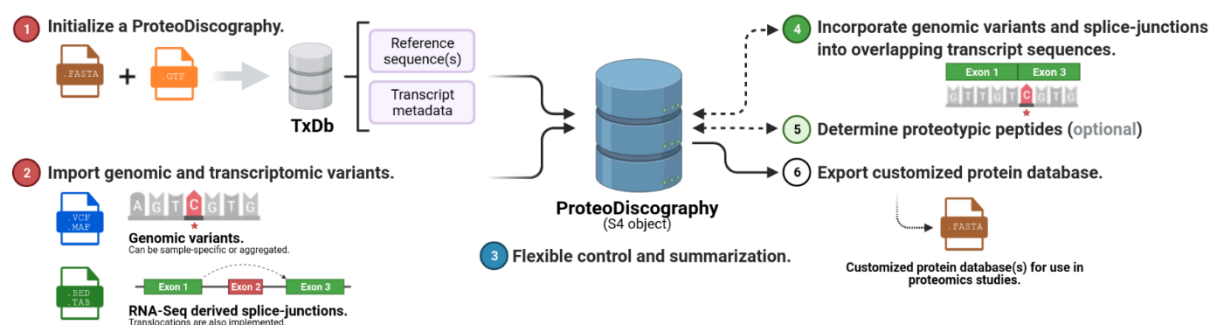 1 Initialize a ProteoDiscography.
.FASTA
+
.GTF
TxDb
Reference
sequence(s)
Transcript
metadata
2 Import genomic and transcriptomic variants.
.VCF
.MAF
A G T C G T G
Genomic variants.
Can be sample-specific or aggregated.
.BED
.TAB
Exon 1 Exon 2 Exon 3
RNA-Seq derived splice-junctions.
Translocations are also implemented.
ProteoDiscography
(S4 object)
3 Flexible control and summarization.
4 Incorporate genomic variants and splice-junctions
into overlapping transcript sequences.
Exon 1 Exon 3
G T T G T C G T G
5 Determine proteotypic peptides (optional)
6 Export customized protein database.
.FASTA
Customized protein database(s) for use in
proteomics studies.